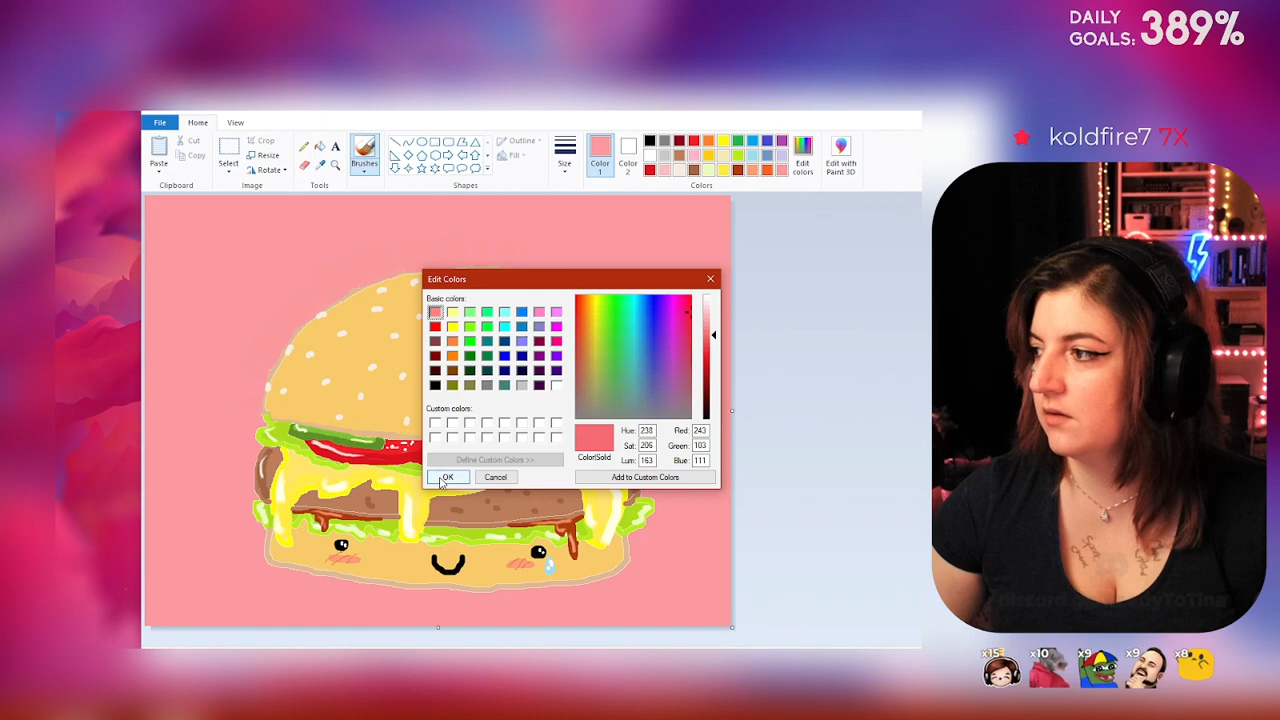 DAILY
GOALS: 389%
koldfire7 7X
File Home View
Paste
Cut
Copy
Clipboard
Select
Crop
Resize
Rotate
Image
A
Tools
Brushes
Outline
Fill
Shapes
Size
Color
1
Color
2
Edit
colors
Colors
Edit with
Paint 3D
Edit Colors
Basic colors:
Custom colors:
Define Custom Colors >>
OK Cancel
Color|Solid
Hue: 238 Red: 243
Sat: 206 Green: 103
Lum: 163 Blue: 111
Add to Custom Colors
x10 x9 x9 x8